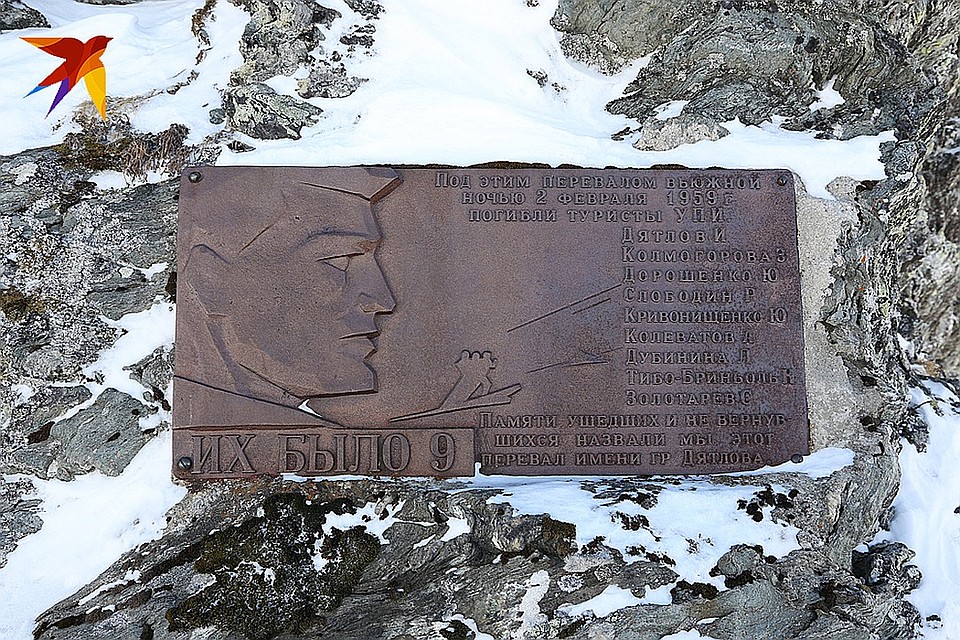 Под этим перевалом вьюжной
ночью 2 февраля 1959 г
погибли туристы УПИ:
Дятлов И
Колмогорова З
Дорошенко Ю
Слободин Р
Кривонищенко Ю
Колеватов А
Дубинина Л
Тибо-Бриньоль Н
Золотарев С
Памяти ушедших и не вернув
шихся назвали мы этот
перевал имени гр Дятлова
ИХ БЫЛО 9